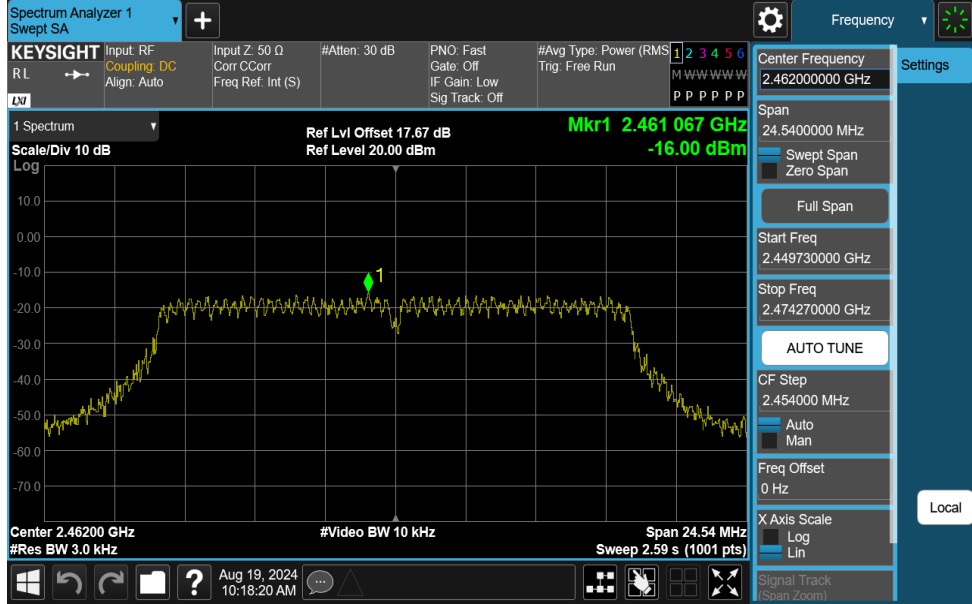 Spectrum Analyzer 1
Swept SA
+
Frequency
KEYSIGHT
RL
LXI
Input: RF
Coupling: DC
Align: Auto
Input Z: 50 Ω
Corr CCorr
Freq Ref: Int (S)
#Atten: 30 dB
PNO: Fast
Gate: Off
IF Gain: Low
Sig Track: Off
#Avg Type: Power (RMS
Trig: Free Run
1 2 3 4 5 6
M W W W W W
P P P P P P
1 Spectrum
Scale/Div 10 dB
Log
Ref Lvl Offset 17.67 dB
Ref Level 20.00 dBm
Mkr1 2.461 067 GHz
-16.00 dBm
10.0
0.00
-10.0
-20.0
-30.0
-40.0
-50.0
-60.0
-70.0
1
Center 2.46200 GHz
#Res BW 3.0 kHz
#Video BW 10 kHz
Span 24.54 MHz
Sweep 2.59 s (1001 pts)
Center Frequency
2.462000000 GHz
Span
24.5400000 MHz
Swept Span
Zero Span
Full Span
Start Freq
2.449730000 GHz
Stop Freq
2.474270000 GHz
AUTO TUNE
CF Step
2.454000 MHz
Auto
Man
Freq Offset
0 Hz
X Axis Scale
Log
Lin
Signal Track
(Span Zoom)
Settings
Local
?
Aug 19, 2024
10:18:20 AM